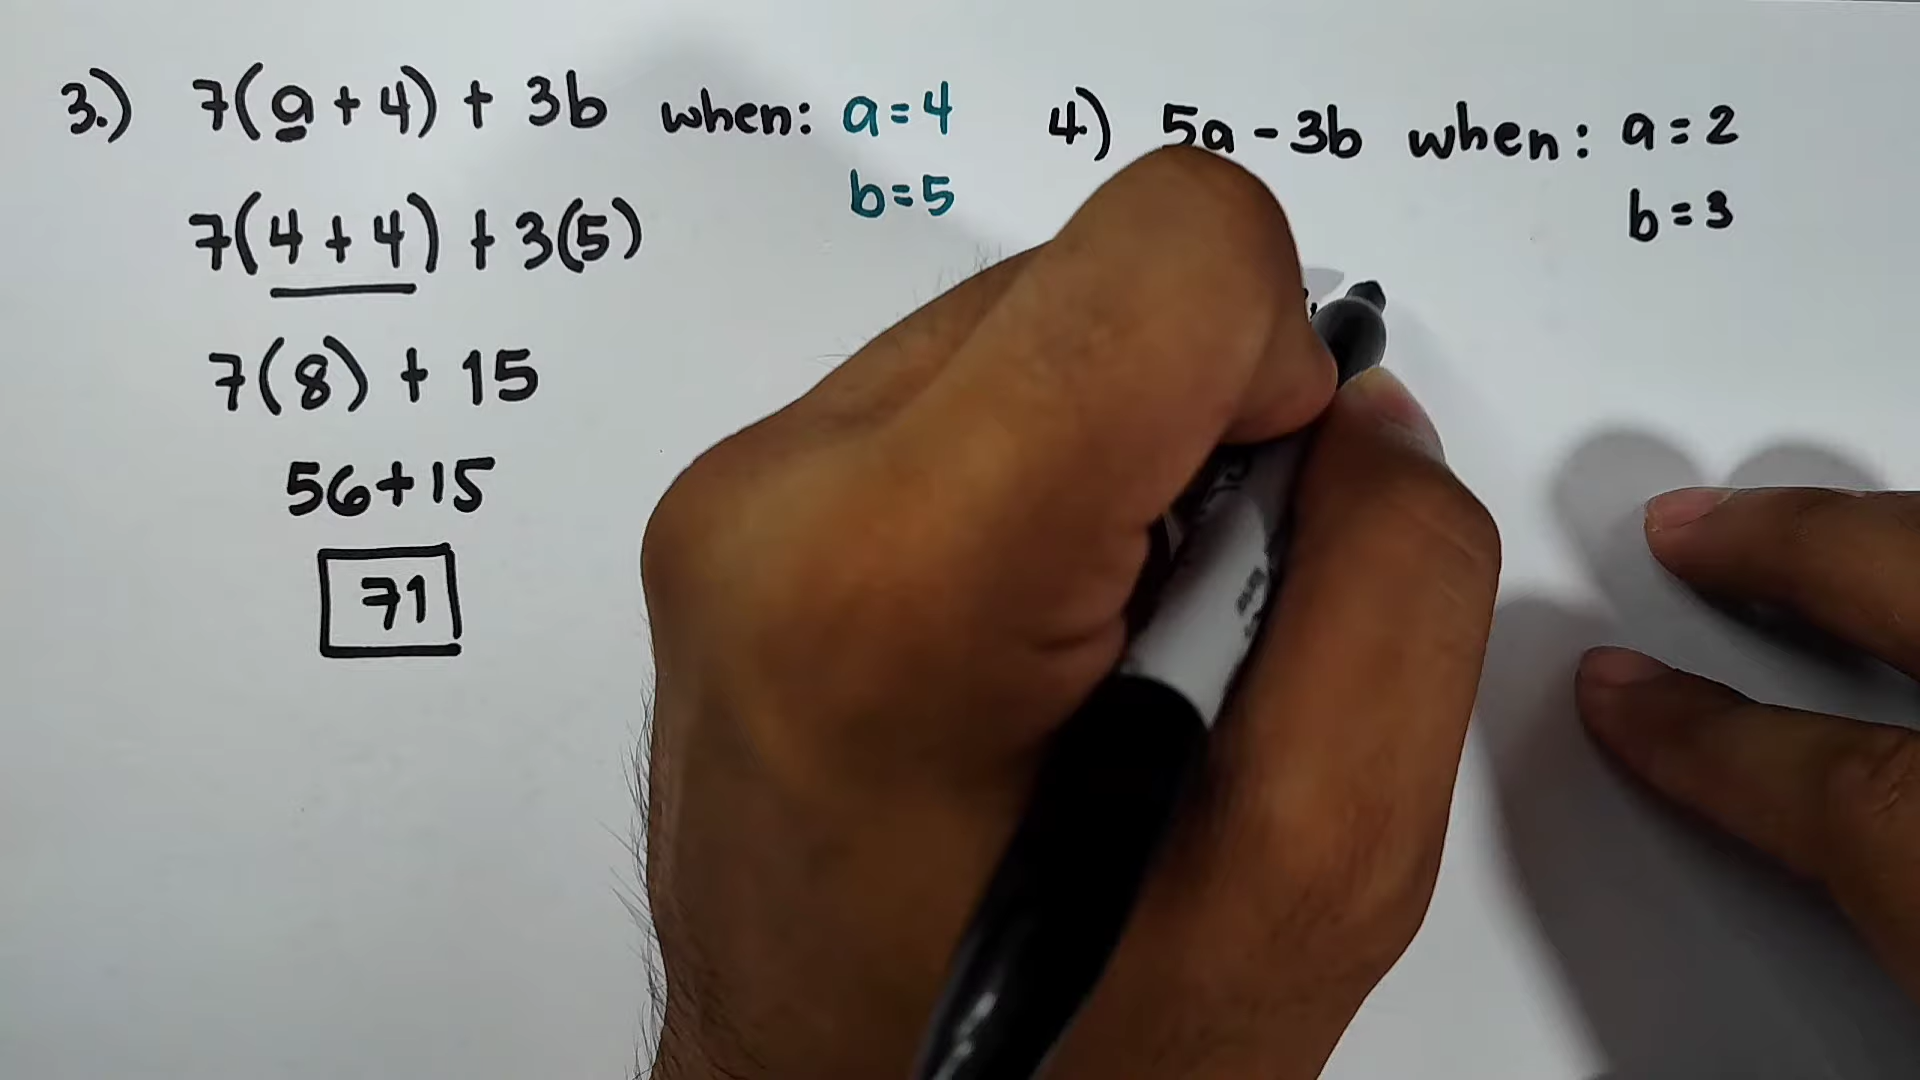 3.) 7(a + 4) + 3b when: a = 4
b = 5
7(4 + 4) + 3(5)
7(8) + 15
56 + 15
71
4.) 5a - 3b when: a = 2
b = 3